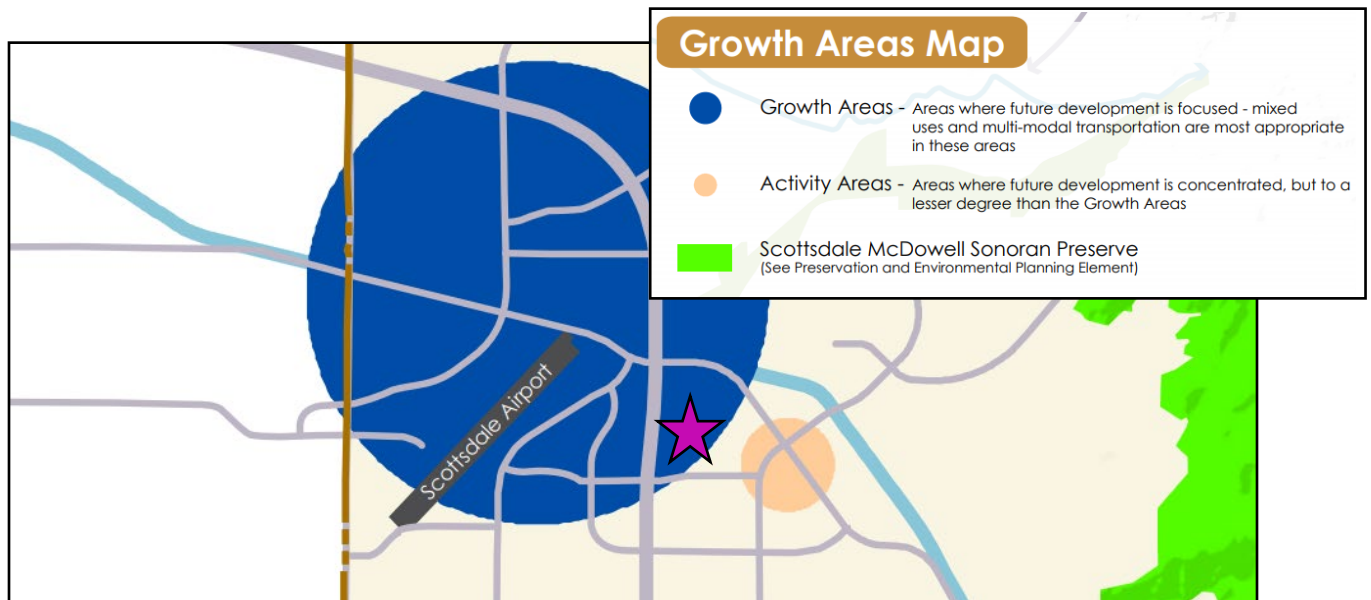 Growth Areas Map
Growth Areas - Areas where future development is focused - mixed
uses and multi-modal transportation are most appropriate
in these areas
Activity Areas - Areas where future development is concentrated, but to a
lesser degree than the Growth Areas
Scottsdale McDowell Sonoran Preserve
(See Preservation and Environmental Planning Element)
Scottsdale Airport